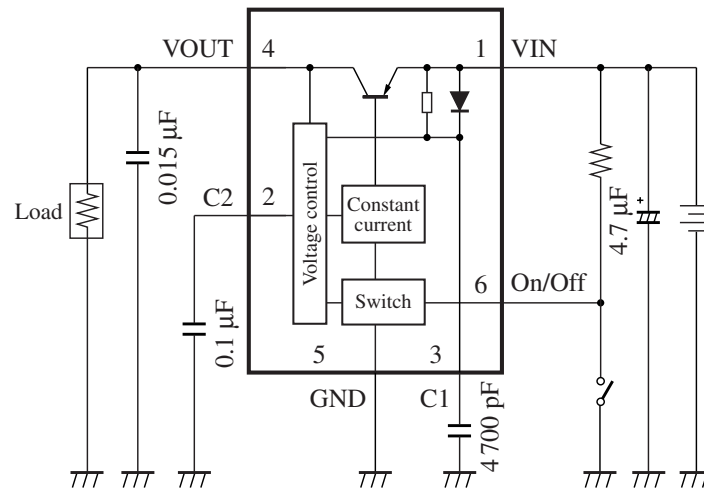 VOUT 4 1 VIN
0.015 µF
C2 2
Load
Voltage control
Constant
current
4.7 µF
+
6 On/Off
Switch
0.1 µF
5 3
GND C1
4 700 pF